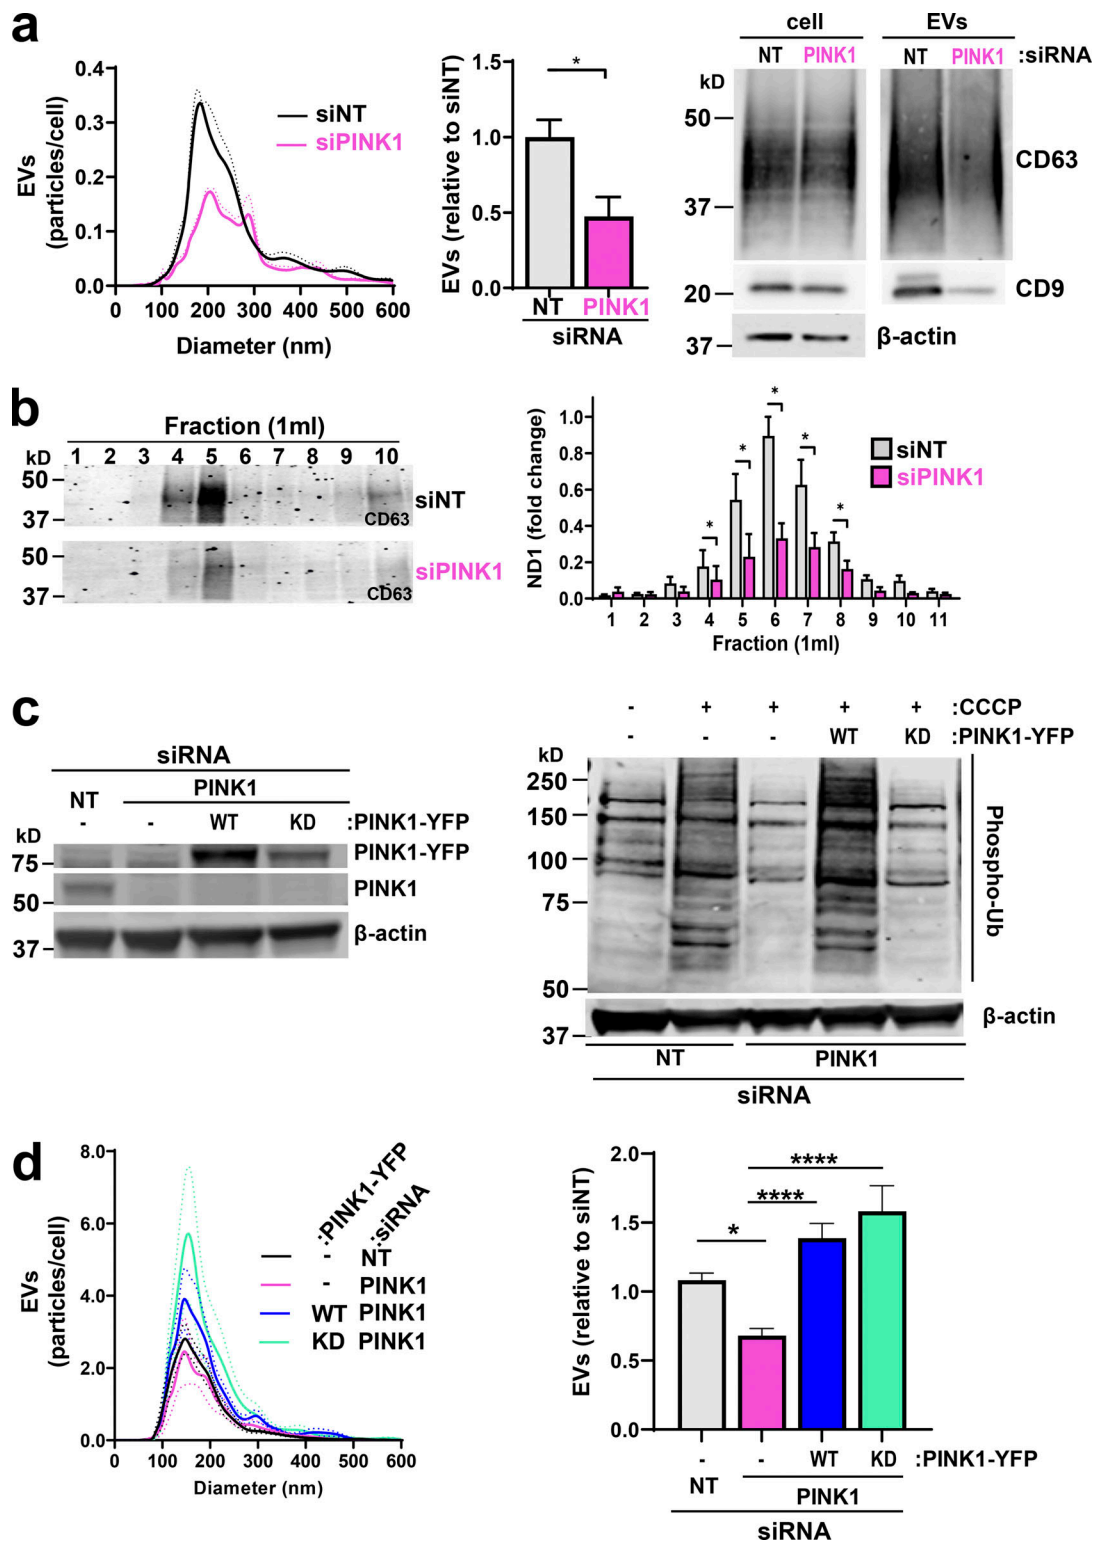 a
EVs
(particles/cell)
0.4
0.3
0.2
0.1
0.0
0 100 200 300 400 500 600
Diameter (nm)
siNT
siPINK1
EVs (relative to siNT)
1.5
1.0
0.5
0.0
*
NT PINK1
siRNA
cell EVs
NT PINK1 NT PINK1 :siRNA
kD
50
37
20
37
CD63
CD9
β-actin
b
Fraction (1ml)
1 2 3 4 5 6 7 8 9 10
kD
50
37
CD63
siNT
50
37
CD63
siPINK1
ND1 (fold change)
1.0
0.8
0.6
0.4
0.2
0.0
* * * * *
siNT
siPINK1
1 2 3 4 5 6 7 8 9 10 11
Fraction (1ml)
c
siRNA
NT PINK1
- - WT KD :PINK1-YFP
kD
75
PINK1-YFP
50
PINK1
37
β-actin
- + + + + :CCCP
- - - WT KD :PINK1-YFP
kD
250
150
100
75
50
37
Phospho-Ub
β-actin
NT PINK1
siRNA
d
EVs
(particles/cell)
8.0
6.0
4.0
2.0
0.0
0 100 200 300 400 500 600
Diameter (nm)
:PINK1-YFP
:siRNA
- NT
- PINK1
WT PINK1
KD PINK1
EVs (relative to siNT)
2.0
1.5
1.0
0.5
0.0
****
****
*
- - WT KD :PINK1-YFP
NT PINK1
siRNA